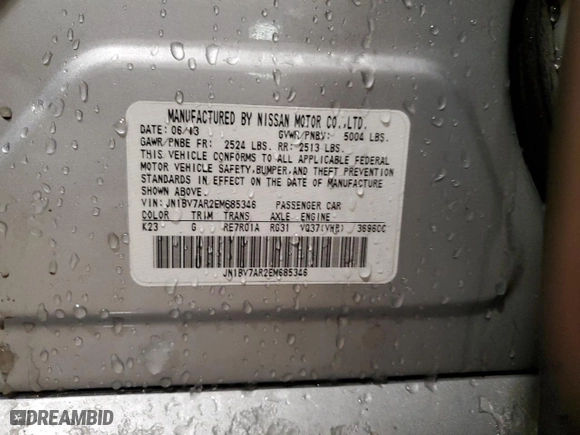 MANUFACTURED BY NISSAN MOTOR CO.,LTD.
DATE: 06/13 GVWR/PNBV: 5004 LBS.
GAWR/PNBE FR: 2524 LBS. RR: 2513 LBS.
THIS VEHICLE CONFORMS TO ALL APPLICABLE FEDERAL
MOTOR VEHICLE SAFETY,BUMPER,AND THEFT PREVENTION
STANDARDS IN EFFECT ON THE DATE OF MANUFACTURE
SHOWN ABOVE.
VIN: JN1BV7AR2EM685346 PASSENGER CAR
COLOR TRIM TRANS AXLE ENGINE
K23 G RE7R01A RG31 VQ37(VHR) 3696CC
JN1BV7AR2EM685346
DREAMBID